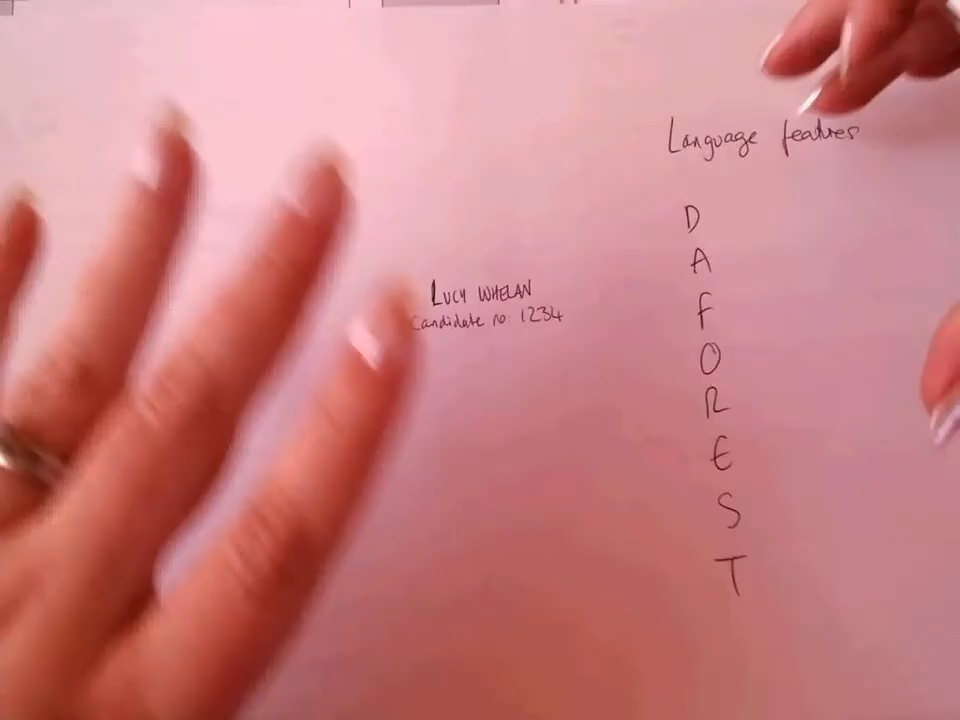 Language features
D
A
LUCY WHELAN
F
Candidate no: 1234
O
R
E
S
T